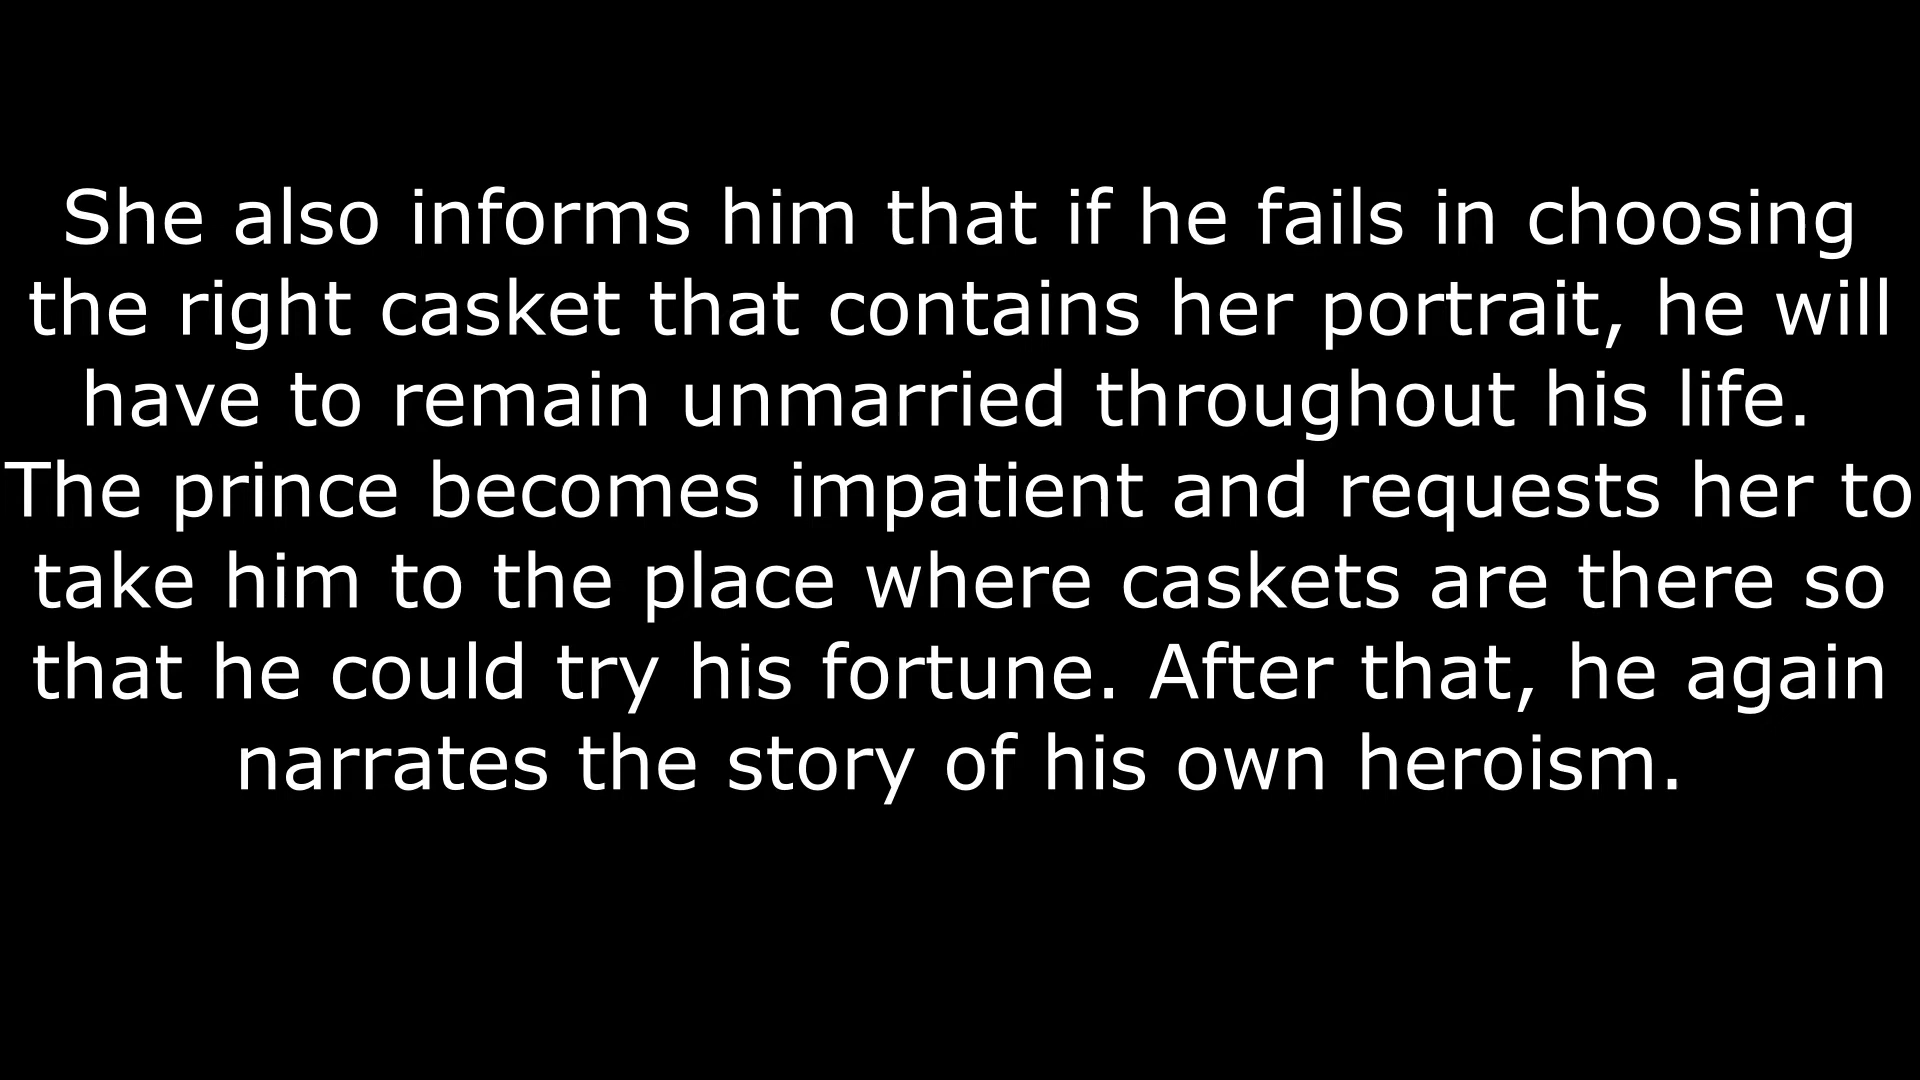 She also informs him that if he fails in choosing
the right casket that contains her portrait, he will
have to remain unmarried throughout his life.
The prince becomes impatient and requests her to
take him to the place where caskets are there so
that he could try his fortune. After that, he again
narrates the story of his own heroism.